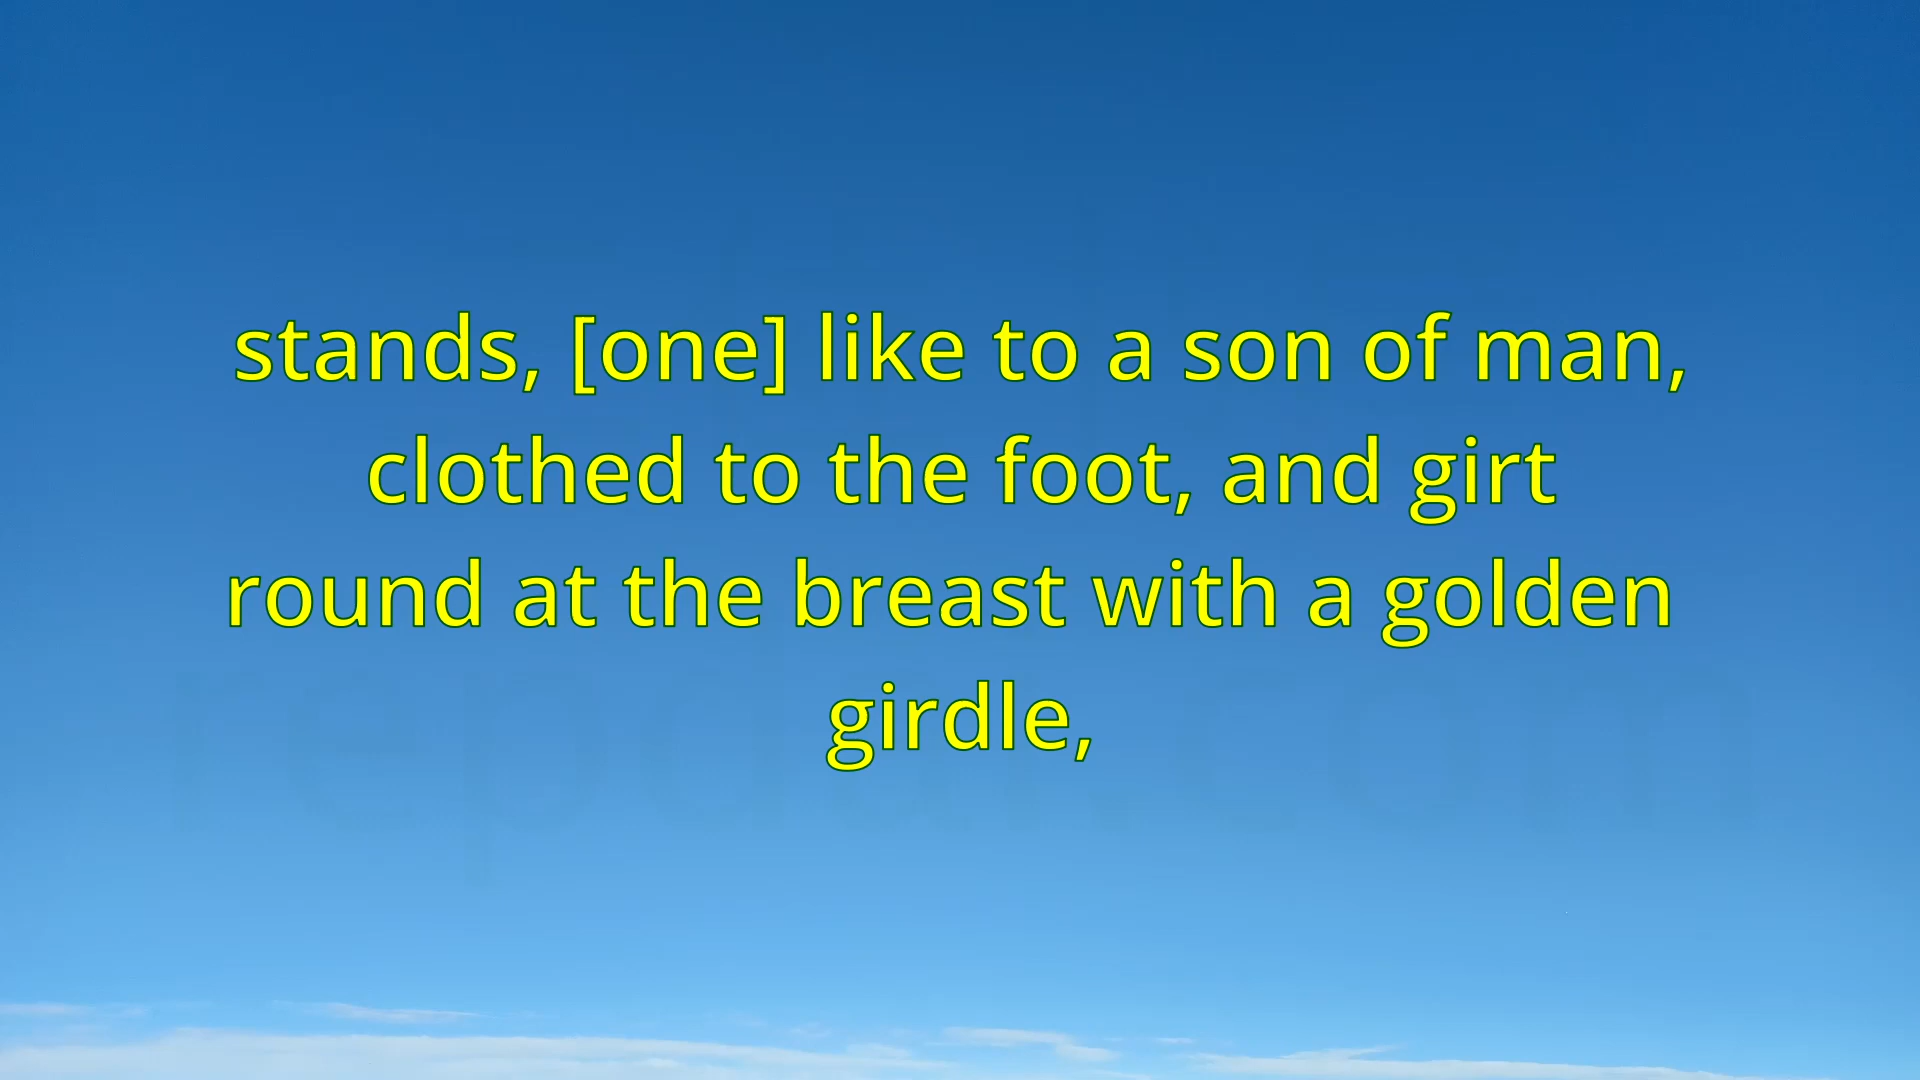 stands, [one] like to a son of man,
clothed to the foot, and girt
round at the breast with a golden
girdle,